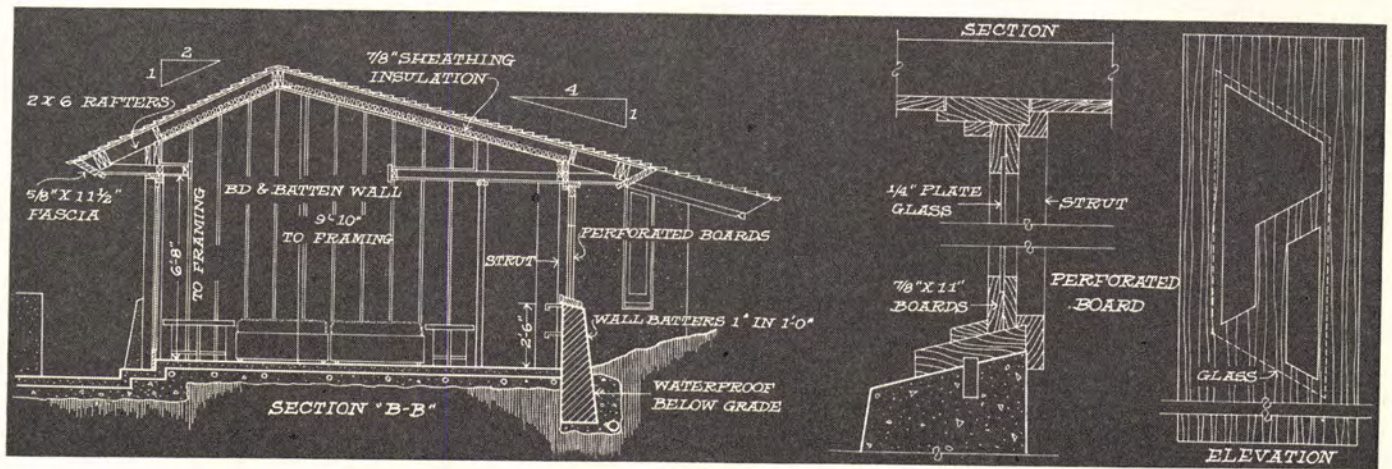 2
1
2 X 6 RAFTERS
7/8" SHEATHING
INSULATION
4
1
5/8" X 11 1/2"
FASCIA
6'-8"
TO FRAMING
BD & BATTEN WALL
9'-10"
TO FRAMING
PERFORATED BOARDS
STRUT
2'-6"
WALL BATTERS 1" IN 1'-0"
WATERPROOF
BELOW GRADE
SECTION "B-B"
SECTION
1/4" PLATE
GLASS
STRUT
7/8" X 11"
BOARDS
PERFORATED
BOARD
GLASS
ELEVATION